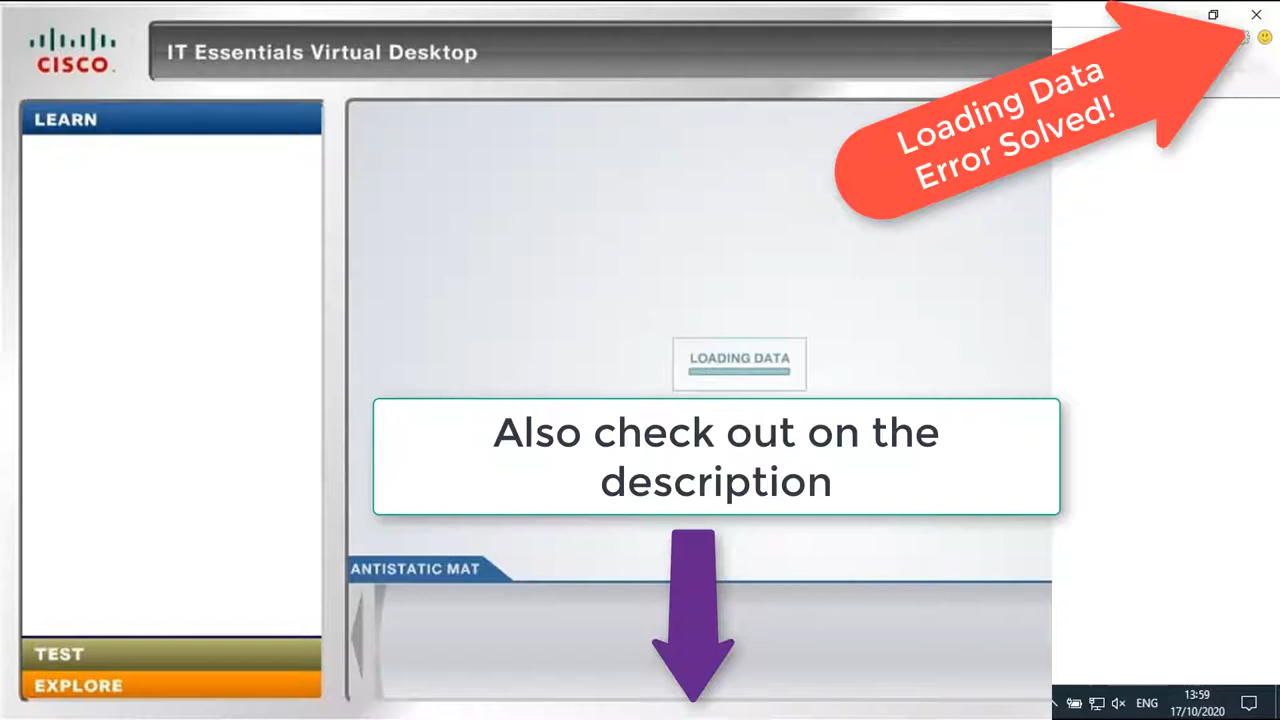 CISCO.
IT Essentials Virtual Desktop
Loading Data
Error Solved!
LEARN
LOADING DATA
Also check out on the
description
ANTISTATIC MAT
TEST
EXPLORE
ENG
13:59
17/10/2020